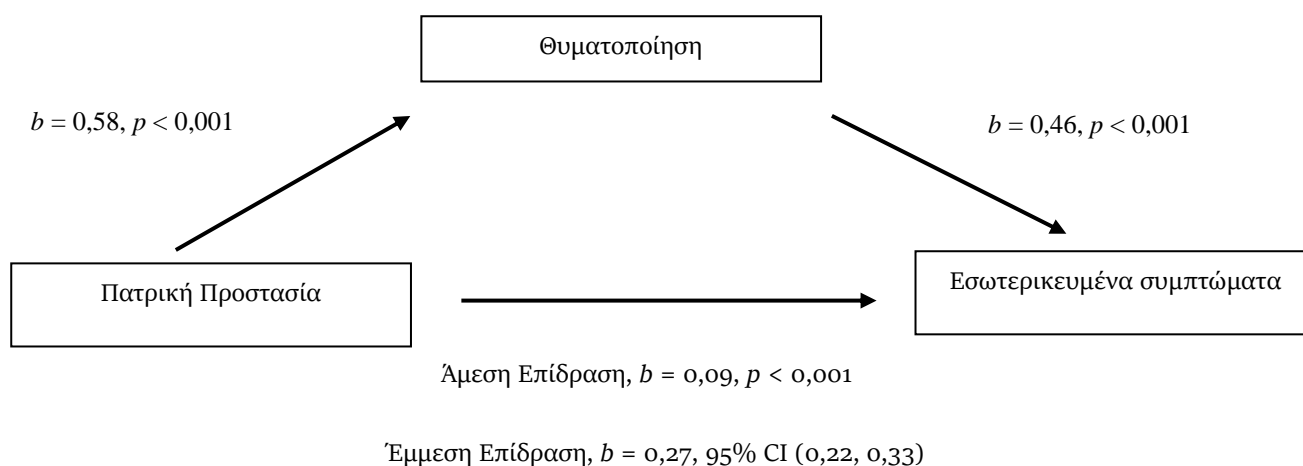 Θυματοποίηση
b = 0,58, p < 0,001
b = 0,46, p < 0,001
Πατρική Προστασία
Εσωτερικευμένα συμπτώματα
Άμεση Επίδραση, b = 0,09, p < 0,001
Έμμεση Επίδραση, b = 0,27, 95% CI (0,22, 0,33)